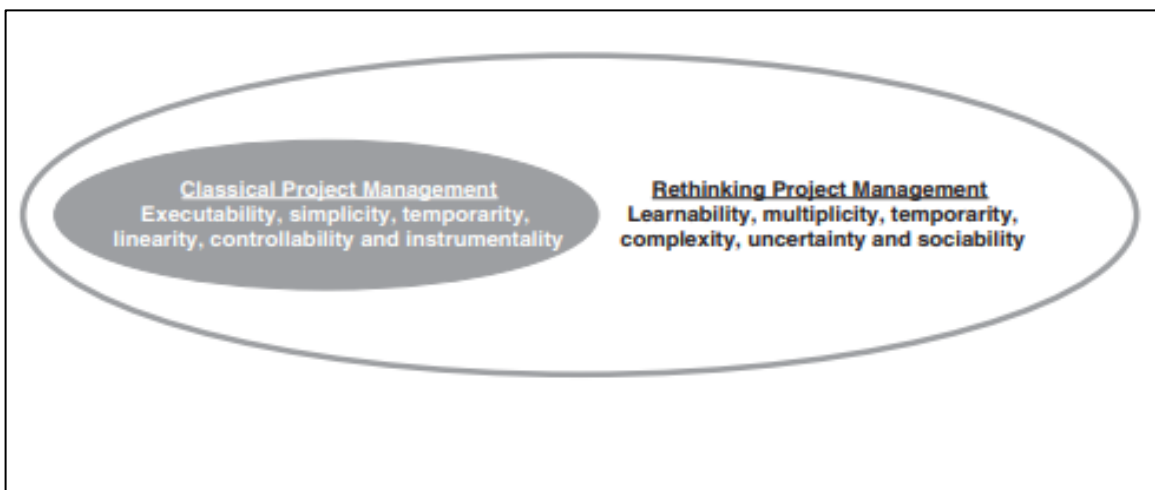 Classical Project Management
Executability, simplicity, temporarity,
linearity, controllability and instrumentality
Rethinking Project Management
Learnability, multiplicity, temporarity,
complexity, uncertainty and sociability